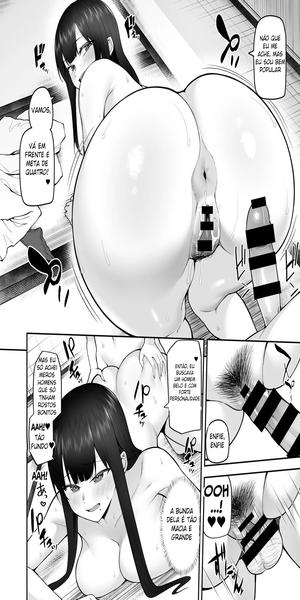 NÃO QUE EU ME
ACHE, MAS
EU SOU BEM
POPULAR
VAMOS,
VÁ EM
FRENTE E
META DE
QUATRO!
ENTÃO, EU
BUSCAVA
UM HOMEM
BELO E COM
FORTE
PERSONALIDADE
MAS EU
SÓ ACHEI
MEROS
HOMENS QUE
SÓ TINHAM
ROSTOS
BONITOS
AAH!
TÃO
FUNDO
AAH!
A BUNDA
DELA É TÃO
MACIA E
GRANDE
ENFIE,
ENFIE
OOH
!...